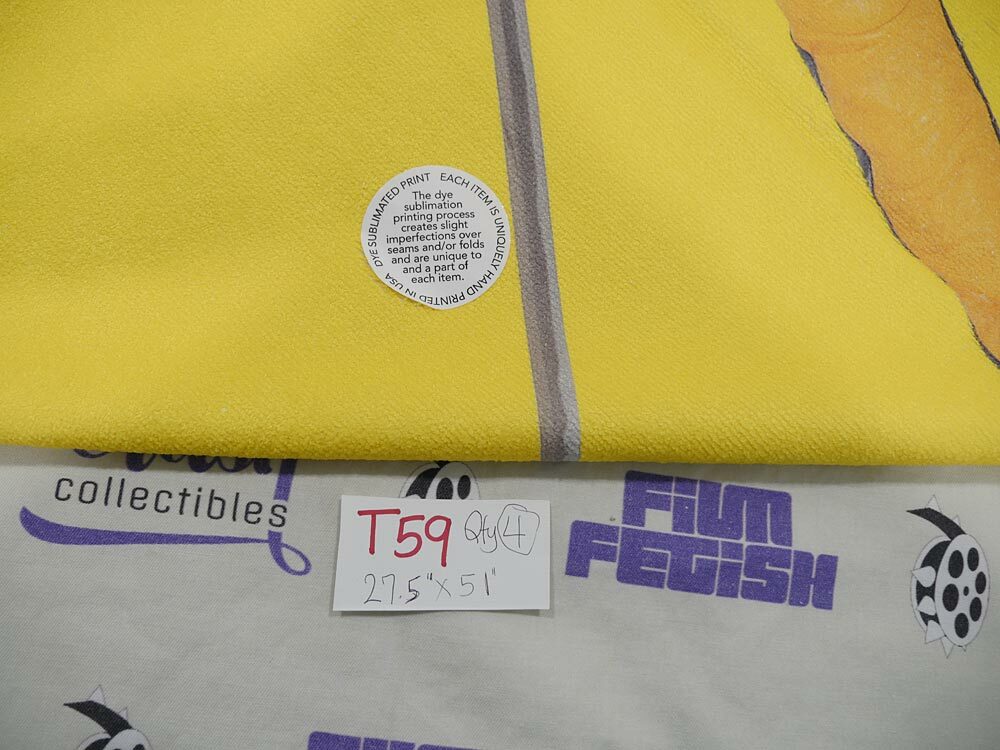 DYE SUBLIMATED PRINT EACH ITEM IS UNIQUELY HAND PRINTED IN USA
The dye
sublimation
printing process
creates slight
imperfections over
seams and/or folds
and are unique to
and a part of
each item.
collectibles
T59 Qty 4
27.5" x 51"
FILM
FETISH